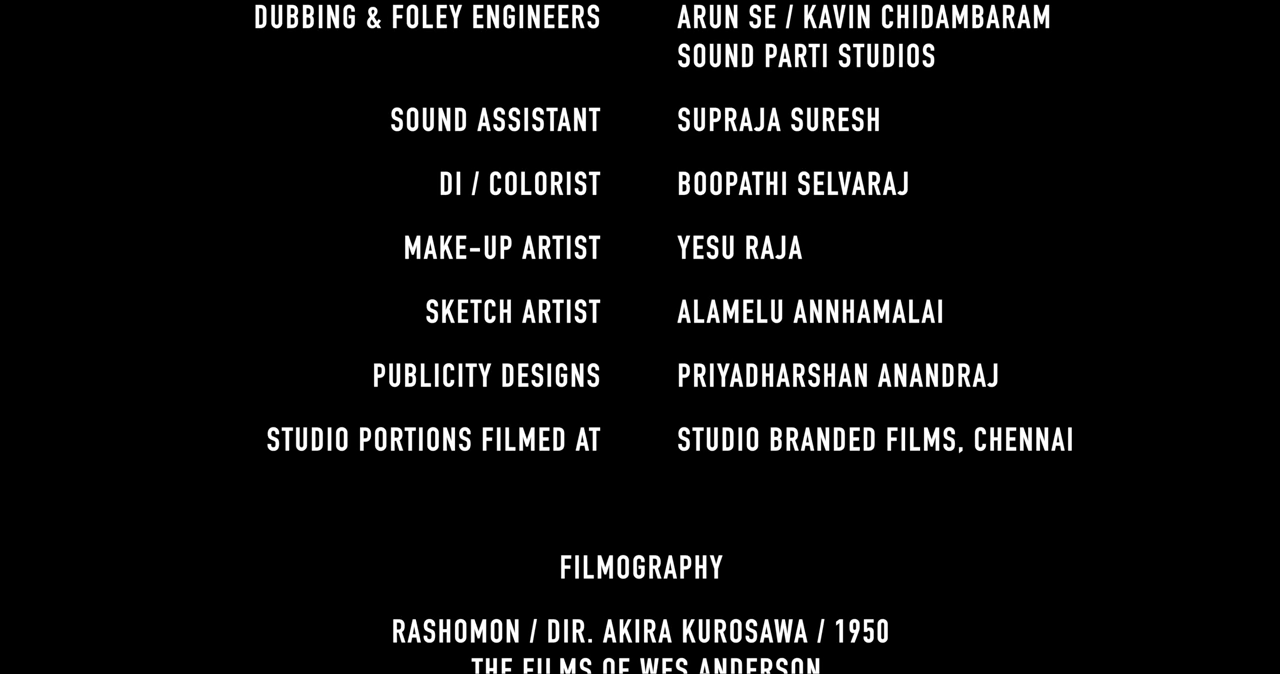 DUBBING & FOLEY ENGINEERS ARUN SE / KAVIN CHIDAMBARAM
SOUND PARTI STUDIOS
SOUND ASSISTANT SUPRAJA SURESH
DI / COLORIST BOOPATHI SELVARAJ
MAKE-UP ARTIST YESU RAJA
SKETCH ARTIST ALAMELU ANNHAMALAI
PUBLICITY DESIGNS PRIYADHARSHAN ANANDRAJ
STUDIO PORTIONS FILMED AT STUDIO BRANDED FILMS, CHENNAI
FILMOGRAPHY
RASHOMON / DIR. AKIRA KUROSAWA / 1950
THE FILMS OF WES ANDERSON